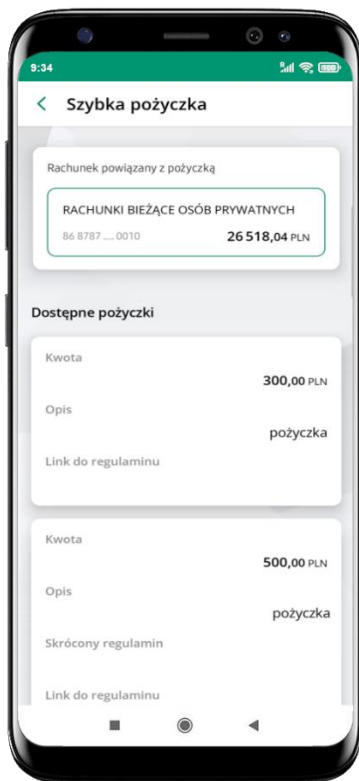 9:34
Szybka pożyczka
Rachunek powiązany z pożyczką
RACHUNKI BIEŻĄCE OSÓB PRYWATNYCH
86 8787 .... 0010 26 518,04 PLN
Dostępne pożyczki
Kwota
300,00 PLN
Opis
pożyczka
Link do regulaminu
Kwota
500,00 PLN
Opis
pożyczka
Skrócony regulamin
Link do regulaminu